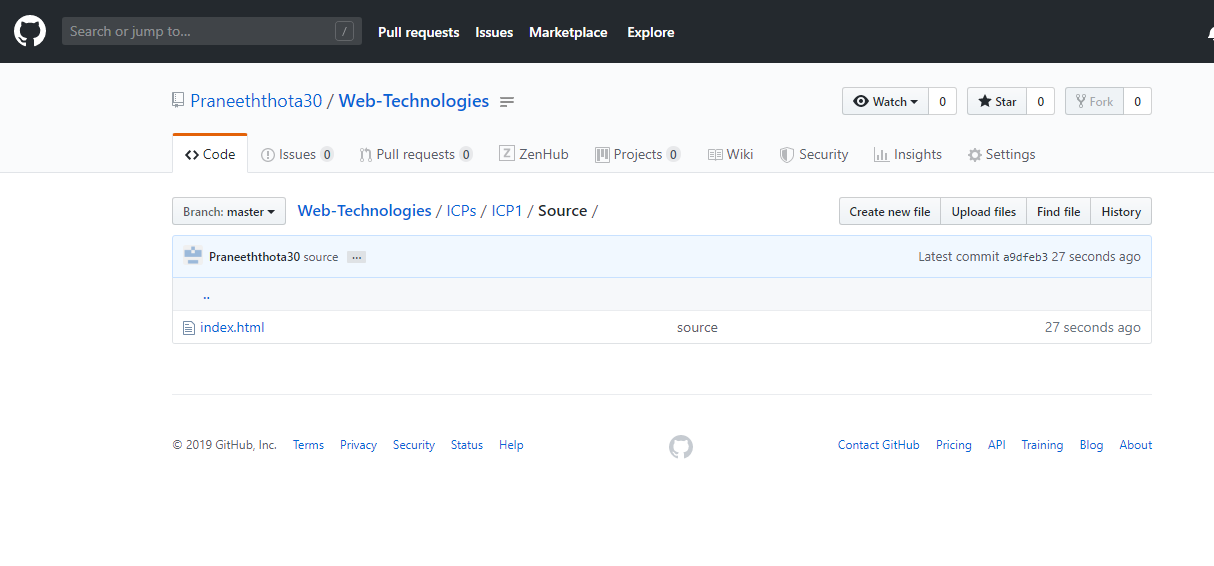 Search or jump to... / Pull requests Issues Marketplace Explore
Praneeththota30 / Web-Technologies Watch 0 Star 0 Fork 0
Code Issues 0 Pull requests 0 ZenHub Projects 0 Wiki Security Insights Settings
Branch: master Web-Technologies / ICPs / ICP1 / Source / Create new file Upload files Find file History
Praneeththota30 source ... Latest commit a9dfeb3 27 seconds ago
..
index.html source 27 seconds ago
© 2019 GitHub, Inc. Terms Privacy Security Status Help Contact GitHub Pricing API Training Blog About